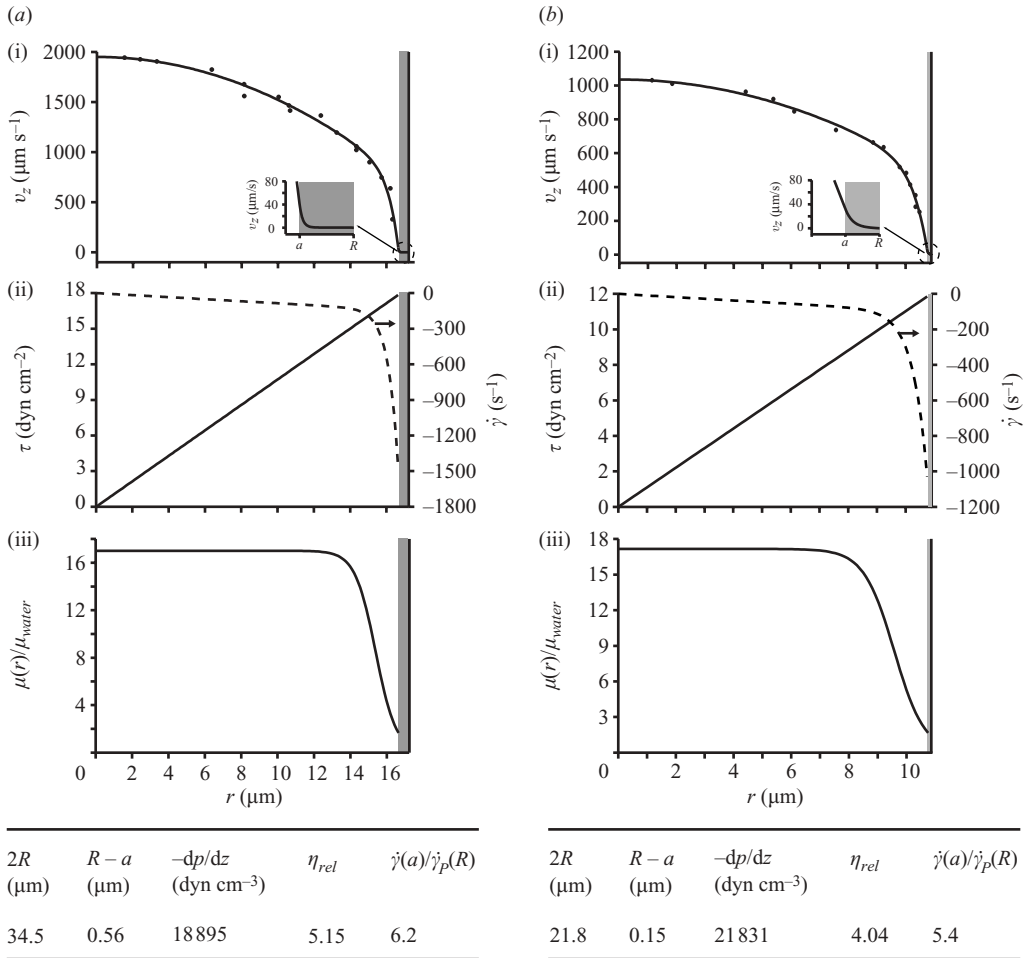 (a)
(i)
2000
1500
1000
500
0
v_z (μm s⁻¹)
80
40
0
v_z (μm/s)
a
R
(ii)
18
15
12
9
6
3
0
τ (dyn cm⁻²)
0
–300
–600
–900
–1200
–1500
–1800
γ̇ (s⁻¹)
(iii)
16
12
8
4
0
μ(r)/μ_water
2 4 6 8 10 12 14 16
r (μm)
2R (μm) R – a (μm) –dp/dz (dyn cm⁻³) η_rel γ̇(a)/γ̇_P(R)
34.5 0.56 18 895 5.15 6.2
(b)
(i)
1200
1000
800
600
400
200
0
v_z (μm s⁻¹)
80
40
0
v_z (μm/s)
a
R
(ii)
12
10
8
6
4
2
0
τ (dyn cm⁻²)
0
–200
–400
–600
–800
–1000
–1200
γ̇ (s⁻¹)
(iii)
18
15
12
9
6
3
0
μ(r)/μ_water
2 4 6 8 10
r (μm)
2R (μm) R – a (μm) –dp/dz (dyn cm⁻³) η_rel γ̇(a)/γ̇_P(R)
21.8 0.15 21 831 4.04 5.4